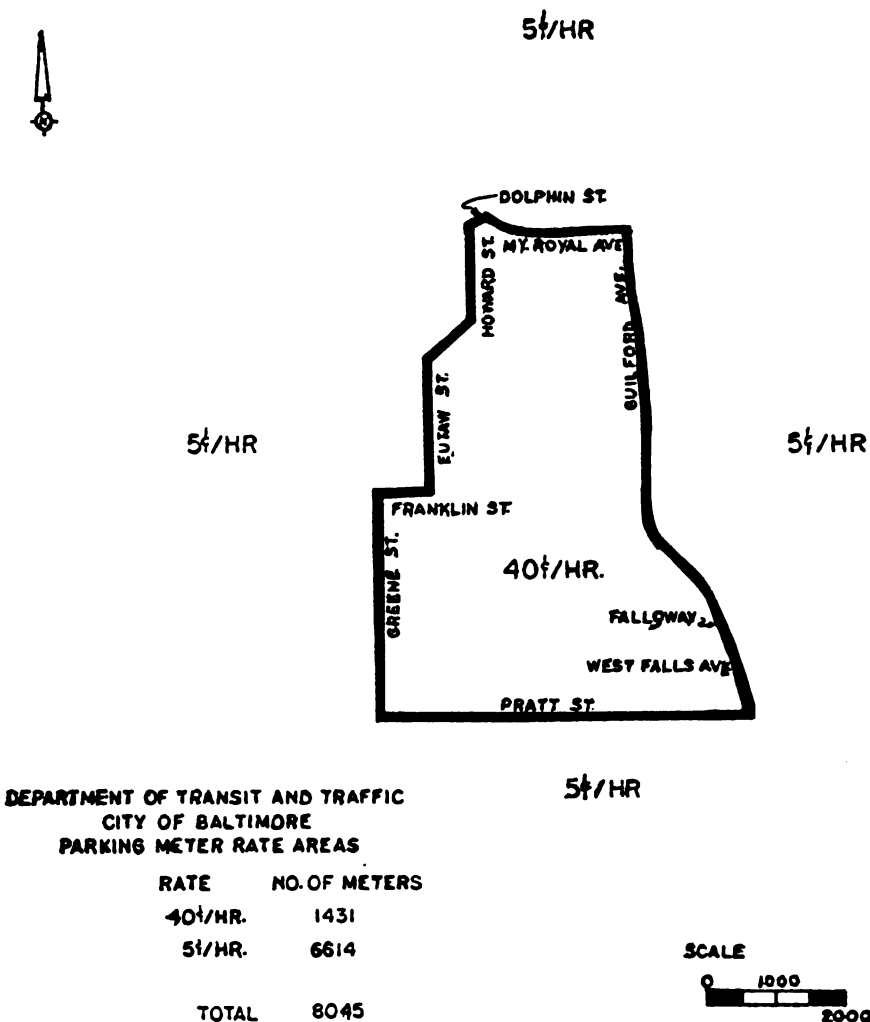 5¢/HR
DOLPHIN ST.
MT. ROYAL AVE
HOWARD ST.
GUILFORD AVE.
EUTAW ST.
5¢/HR
5¢/HR
FRANKLIN ST.
GREENE ST.
40¢/HR.
FALLSWAY
WEST FALLS AVE
PRATT ST.
5¢/HR
DEPARTMENT OF TRANSIT AND TRAFFIC
CITY OF BALTIMORE
PARKING METER RATE AREAS
RATE NO. OF METERS
40¢/HR. 1431
5¢/HR. 6614
TOTAL 8045
SCALE
0 1000
2000
N